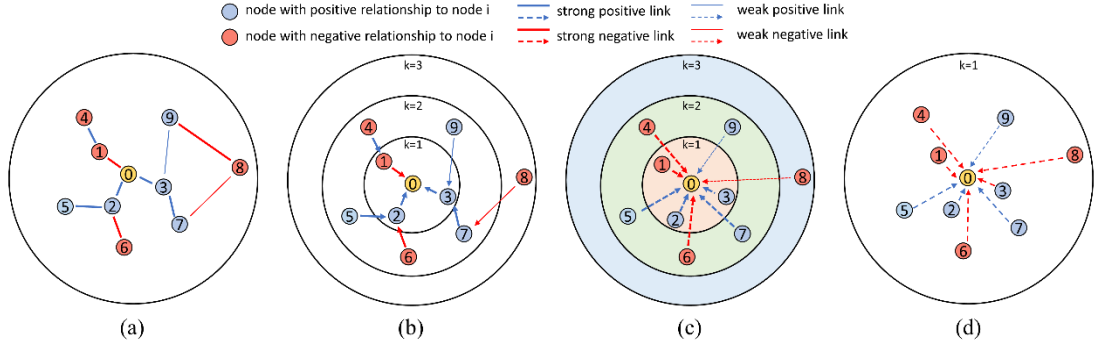 node with positive relationship to node i strong positive link weak positive link
node with negative relationship to node i strong negative link weak negative link
4 9 1 8 0 3 5 2 7 6
k=3 k=2 k=1 4 9 1 8 0 3 5 2 7 6
k=3 k=2 k=1 4 9 1 8 0 3 5 2 7 6
k=1 4 9 1 8 0 3 5 2 7 6
(a) (b) (c) (d)